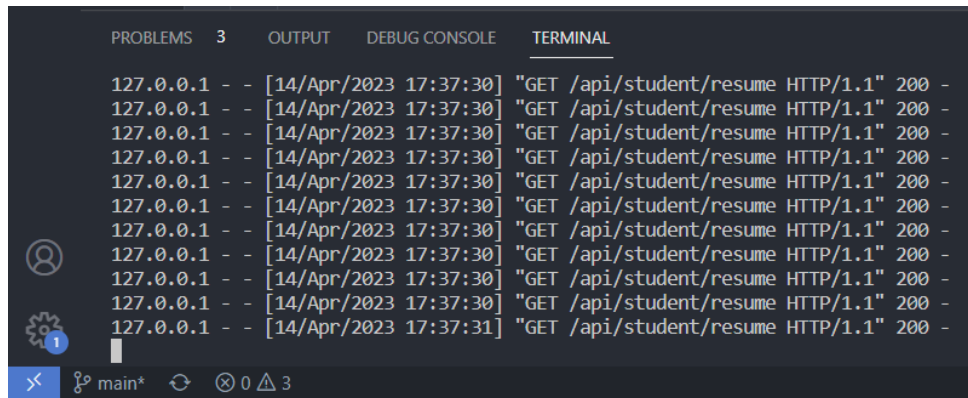 PROBLEMS 3 OUTPUT DEBUG CONSOLE TERMINAL
127.0.0.1 - - [14/Apr/2023 17:37:30] "GET /api/student/resume HTTP/1.1" 200 -
127.0.0.1 - - [14/Apr/2023 17:37:30] "GET /api/student/resume HTTP/1.1" 200 -
127.0.0.1 - - [14/Apr/2023 17:37:30] "GET /api/student/resume HTTP/1.1" 200 -
127.0.0.1 - - [14/Apr/2023 17:37:30] "GET /api/student/resume HTTP/1.1" 200 -
127.0.0.1 - - [14/Apr/2023 17:37:30] "GET /api/student/resume HTTP/1.1" 200 -
127.0.0.1 - - [14/Apr/2023 17:37:30] "GET /api/student/resume HTTP/1.1" 200 -
127.0.0.1 - - [14/Apr/2023 17:37:30] "GET /api/student/resume HTTP/1.1" 200 -
127.0.0.1 - - [14/Apr/2023 17:37:30] "GET /api/student/resume HTTP/1.1" 200 -
127.0.0.1 - - [14/Apr/2023 17:37:30] "GET /api/student/resume HTTP/1.1" 200 -
127.0.0.1 - - [14/Apr/2023 17:37:30] "GET /api/student/resume HTTP/1.1" 200 -
127.0.0.1 - - [14/Apr/2023 17:37:31] "GET /api/student/resume HTTP/1.1" 200 -
1
main* 0 3